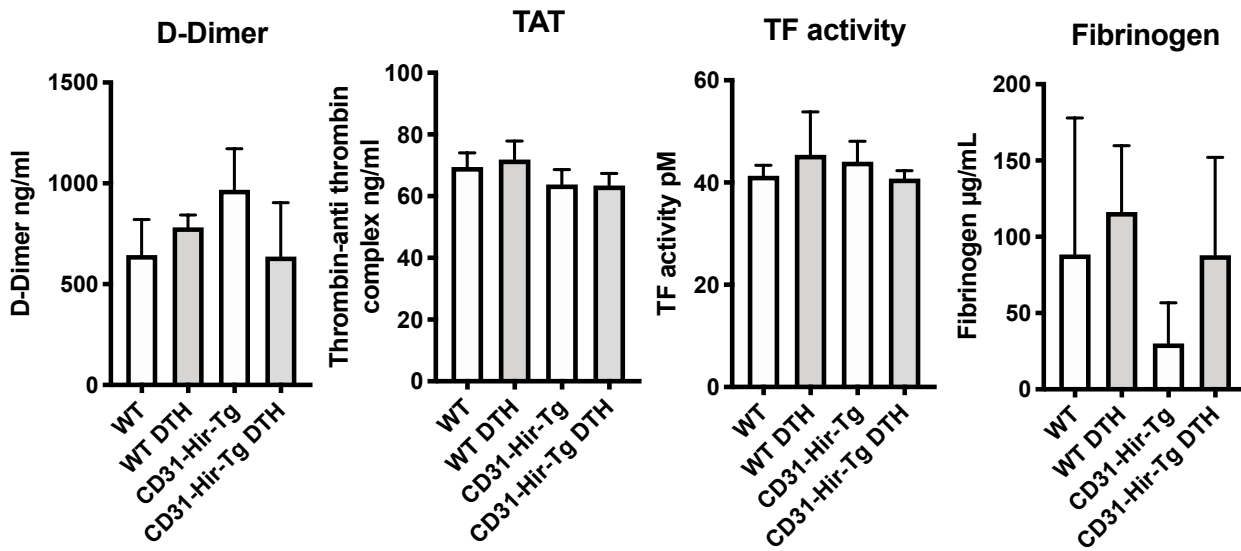 D-Dimer
D-Dimer ng/ml
1500
1000
500
0
WT
WT DTH
CD31-Hir-Tg
CD31-Hir-Tg DTH
TAT
Thrombin-anti thrombin
complex ng/ml
100
80
60
40
20
0
WT
WT DTH
CD31-Hir-Tg
CD31-Hir-Tg DTH
TF activity
TF activity pM
60
40
20
0
WT
WT DTH
CD31-Hir-Tg
CD31-Hir-Tg DTH
Fibrinogen
Fibrinogen µg/mL
200
150
100
50
0
WT
WT DTH
CD31-Hir-Tg
CD31-Hir-Tg DTH